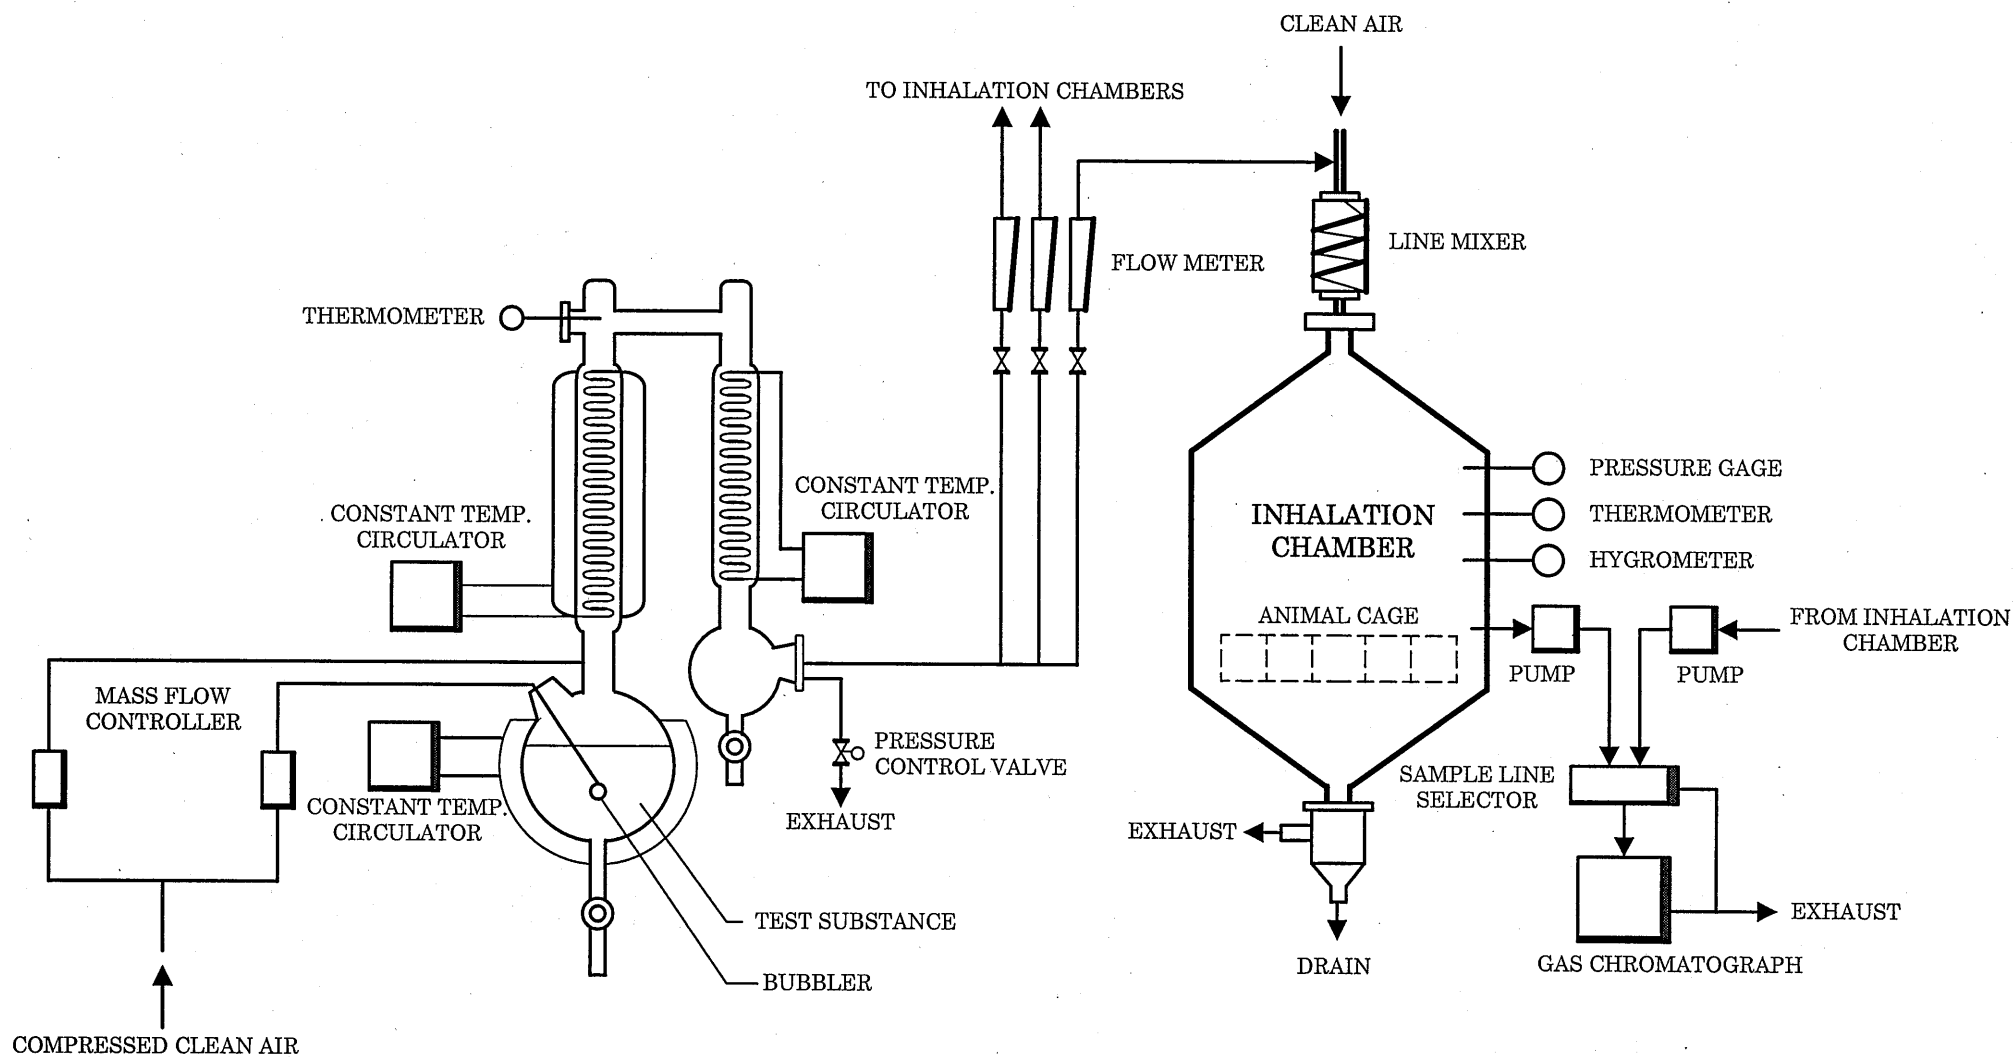 CLEAN AIR
TO INHALATION CHAMBERS
LINE MIXER
FLOW METER
THERMOMETER
CONSTANT TEMP.
CIRCULATOR
CONSTANT TEMP.
CIRCULATOR
MASS FLOW
CONTROLLER
CONSTANT TEMP.
CIRCULATOR
PRESSURE
CONTROL VALVE
EXHAUST
TEST SUBSTANCE
BUBBLER
COMPRESSED CLEAN AIR
INHALATION
CHAMBER
PRESSURE GAGE
THERMOMETER
HYGROMETER
ANIMAL CAGE
PUMP
PUMP
FROM INHALATION
CHAMBER
SAMPLE LINE
SELECTOR
EXHAUST
DRAIN
EXHAUST
GAS CHROMATOGRAPH